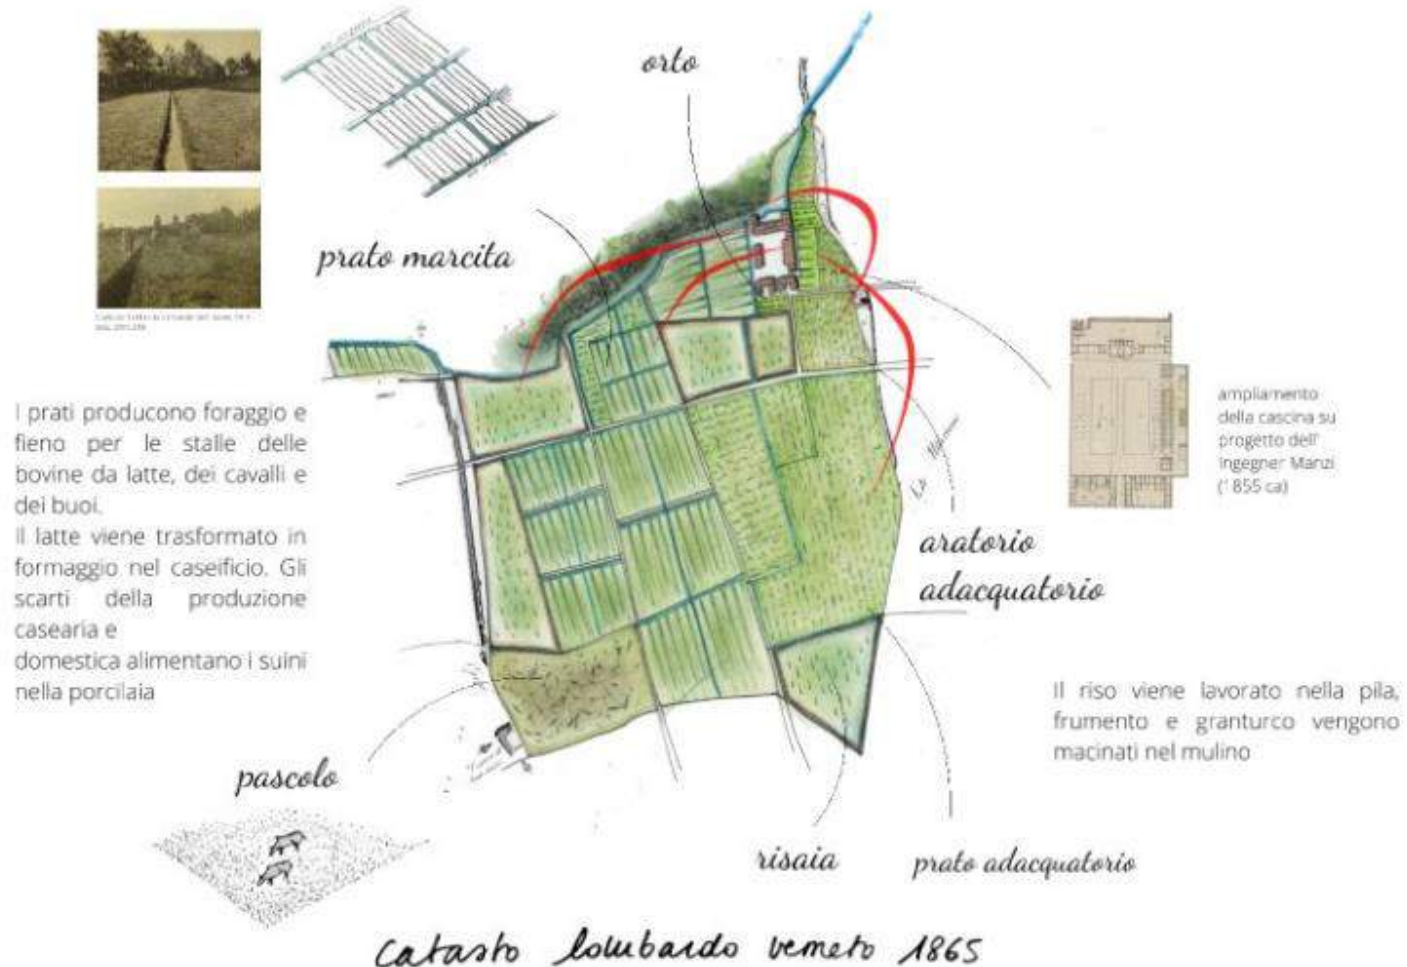 orto
prato marcita
I prati producono foraggio e
fieno per le stalle delle
bovine da latte, dei cavalli e
dei buoi.
Il latte viene trasformato in
formaggio nel caseificio. Gli
scarti della produzione
casearia e
domestica alimentano i suini
nella porcilaia
ampliamento
della cascina su
progetto dell'
Ingegner Manzi
(' 855 ca)
aratorio
adacquatorio
Il riso viene lavorato nella pila,
frumento e granturco vengono
macinati nel mulino
pascolo
risaia
prato adacquatorio
catasto lombardo veneto 1865